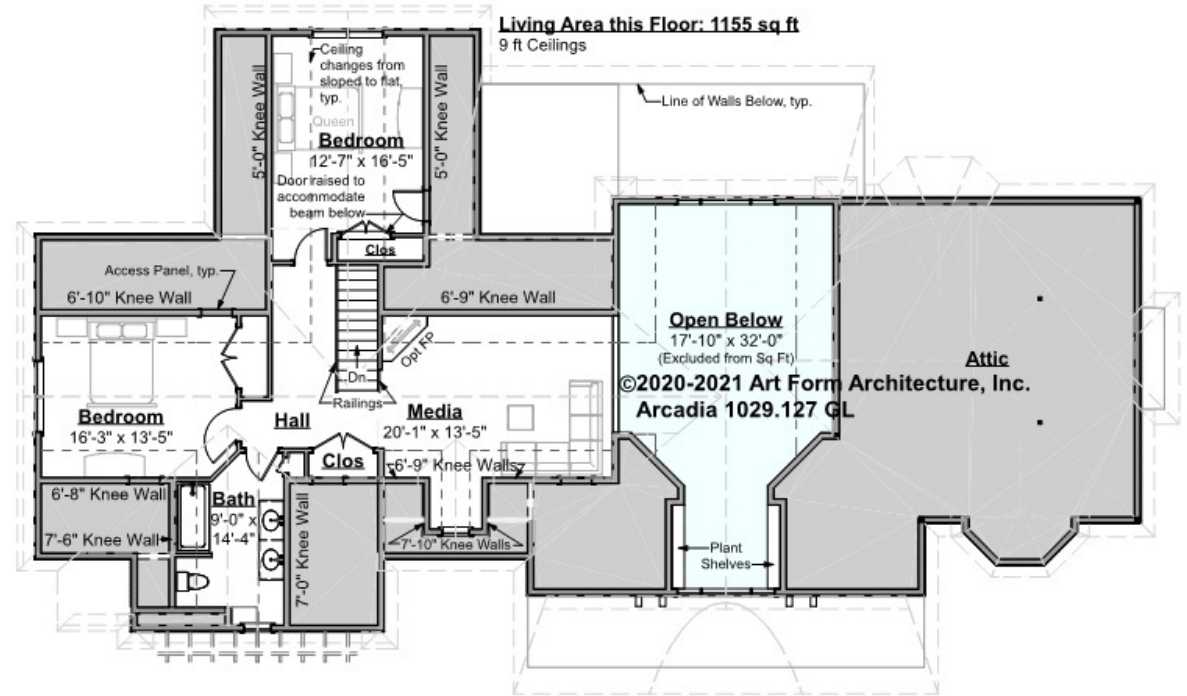 Living Area this Floor: 1155 sq ft
9 ft Ceilings
Ceiling
changes from
sloped to flat,
typ.
5'-0" Knee Wall
5'-0" Knee Wall
Queen
Bedroom
12'-7" x 16'-5"
Door raised to
accommodate
beam below
Clos
Line of Walls Below, typ.
Access Panel, typ.
6'-10" Knee Wall
6'-9" Knee Wall
Opt FP
Dn
Railings
Bedroom
16'-3" x 13'-5"
Hall
Media
20'-1" x 13'-5"
Clos
6'-9" Knee Walls
Open Below
17'-10" x 32'-0"
(Excluded from Sq Ft)
Attic
©2020-2021 Art Form Architecture, Inc.
Arcadia 1029.127 GL
6'-8" Knee Wall
7'-6" Knee Wall
Bath
9'-0" x
14'-4"
7'-0" Knee Wall
7'-10" Knee Walls
Plant
Shelves